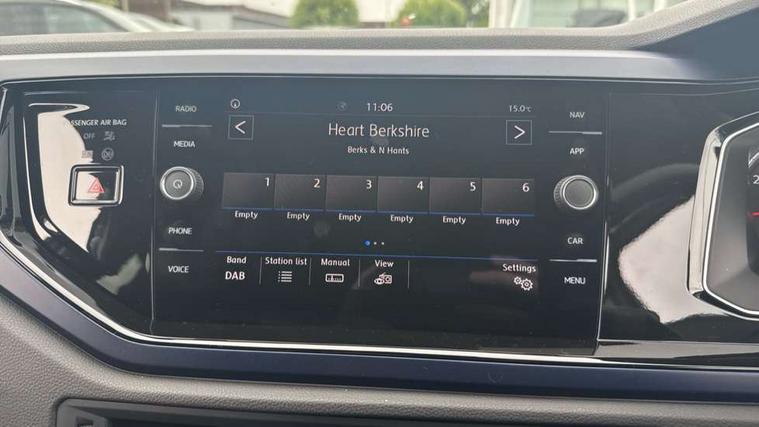 PASSENGER AIR BAG
OFF
RADIO
MEDIA
PHONE
VOICE
11:06
15.0°C
Heart Berkshire
Berks & N Hants
1 2 3 4 5 6
Empty Empty Empty Empty Empty Empty
Band Station list Manual View Settings
DAB
NAV
APP
CAR
MENU
2